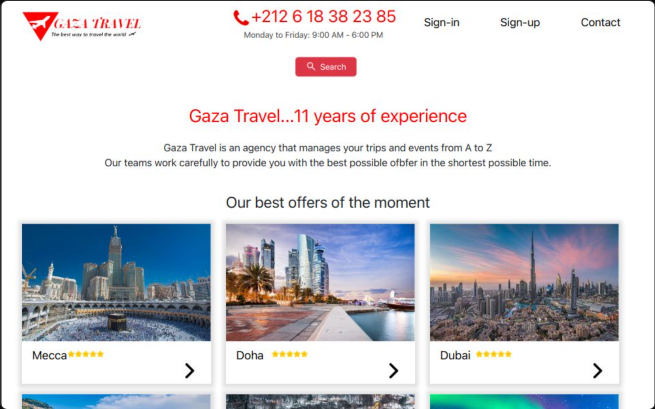 GAZA TRAVEL
The best way to travel the world
+212 6 18 38 23 85
Monday to Friday: 9:00 AM - 6:00 PM
Sign-in
Sign-up
Contact
Search
Gaza Travel...11 years of experience
Gaza Travel is an agency that manages your trips and events from A to Z
Our teams work carefully to provide you with the best possible ofbfer in the shortest possible time.
Our best offers of the moment
Mecca
Doha
Dubai